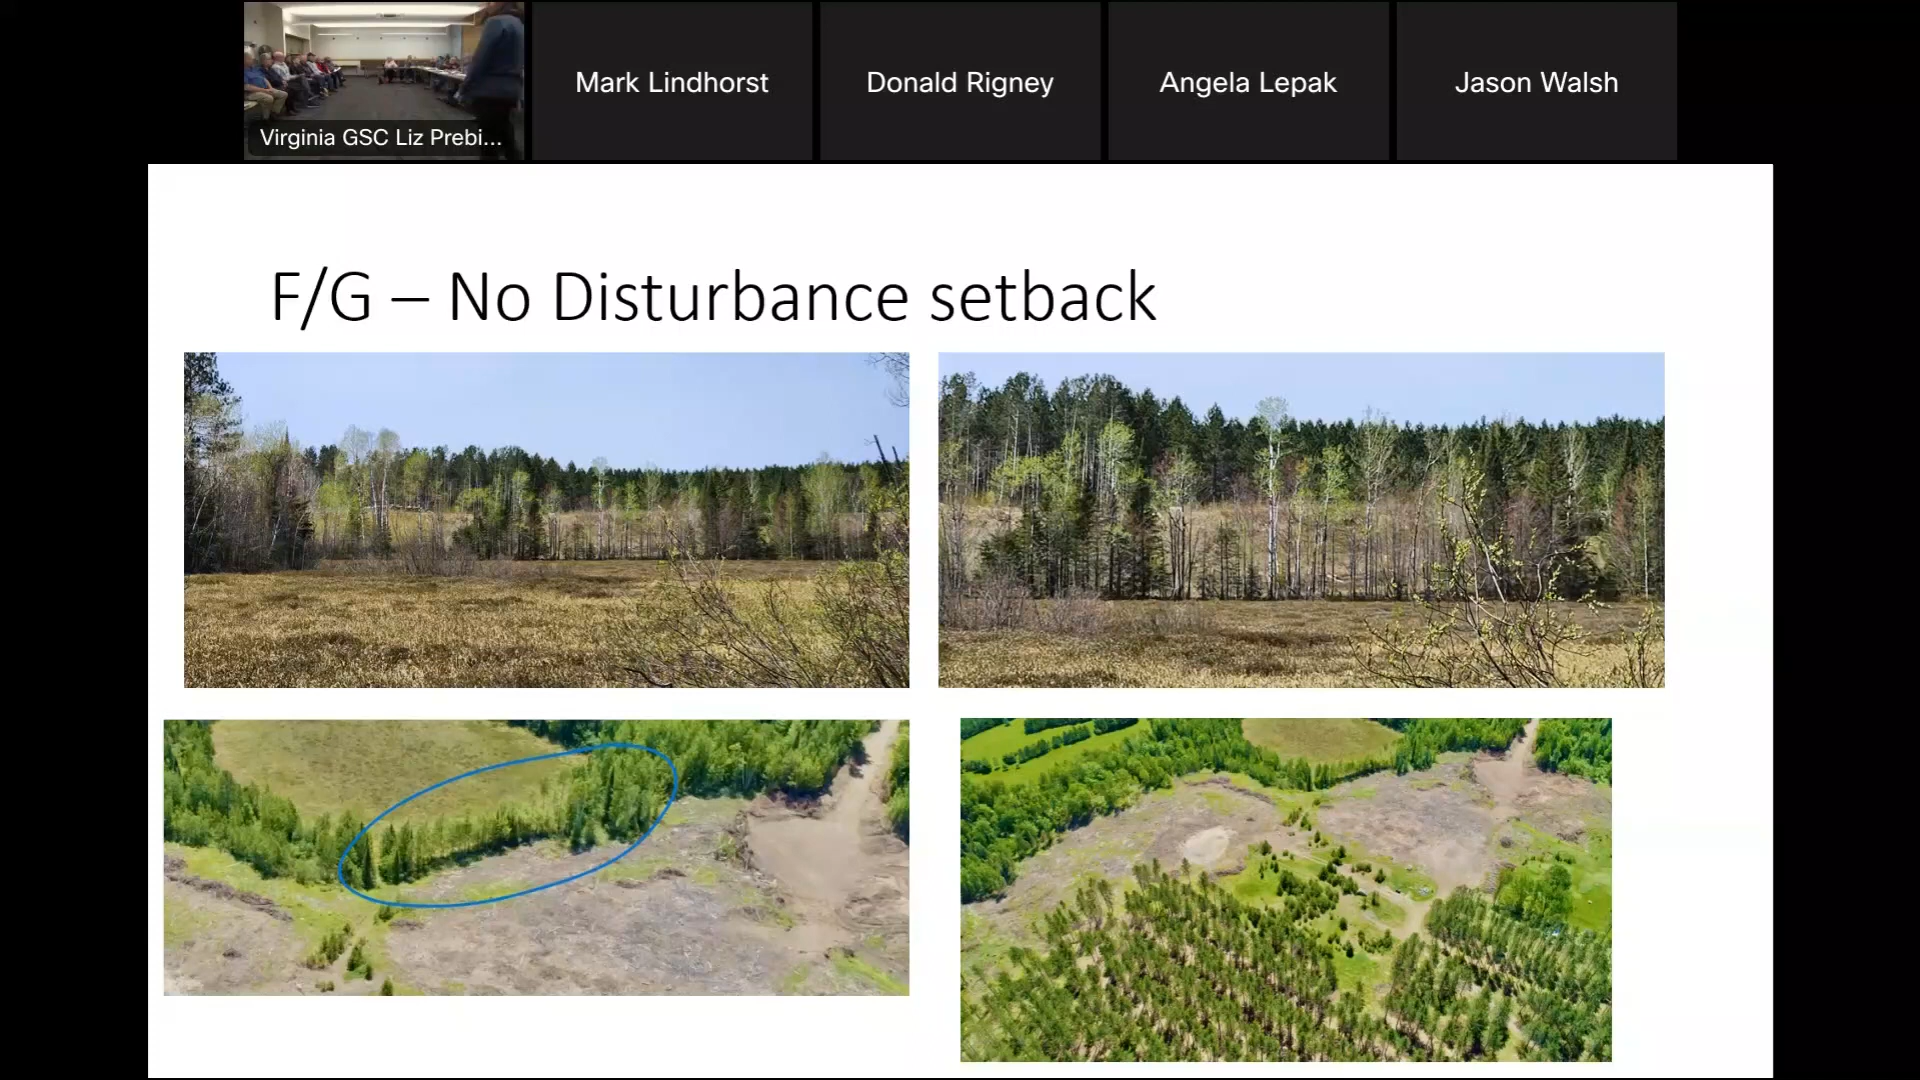 Virginia GSC Liz Prebi...
Mark Lindhorst
Donald Rigney
Angela Lepak
Jason Walsh
F/G – No Disturbance setback